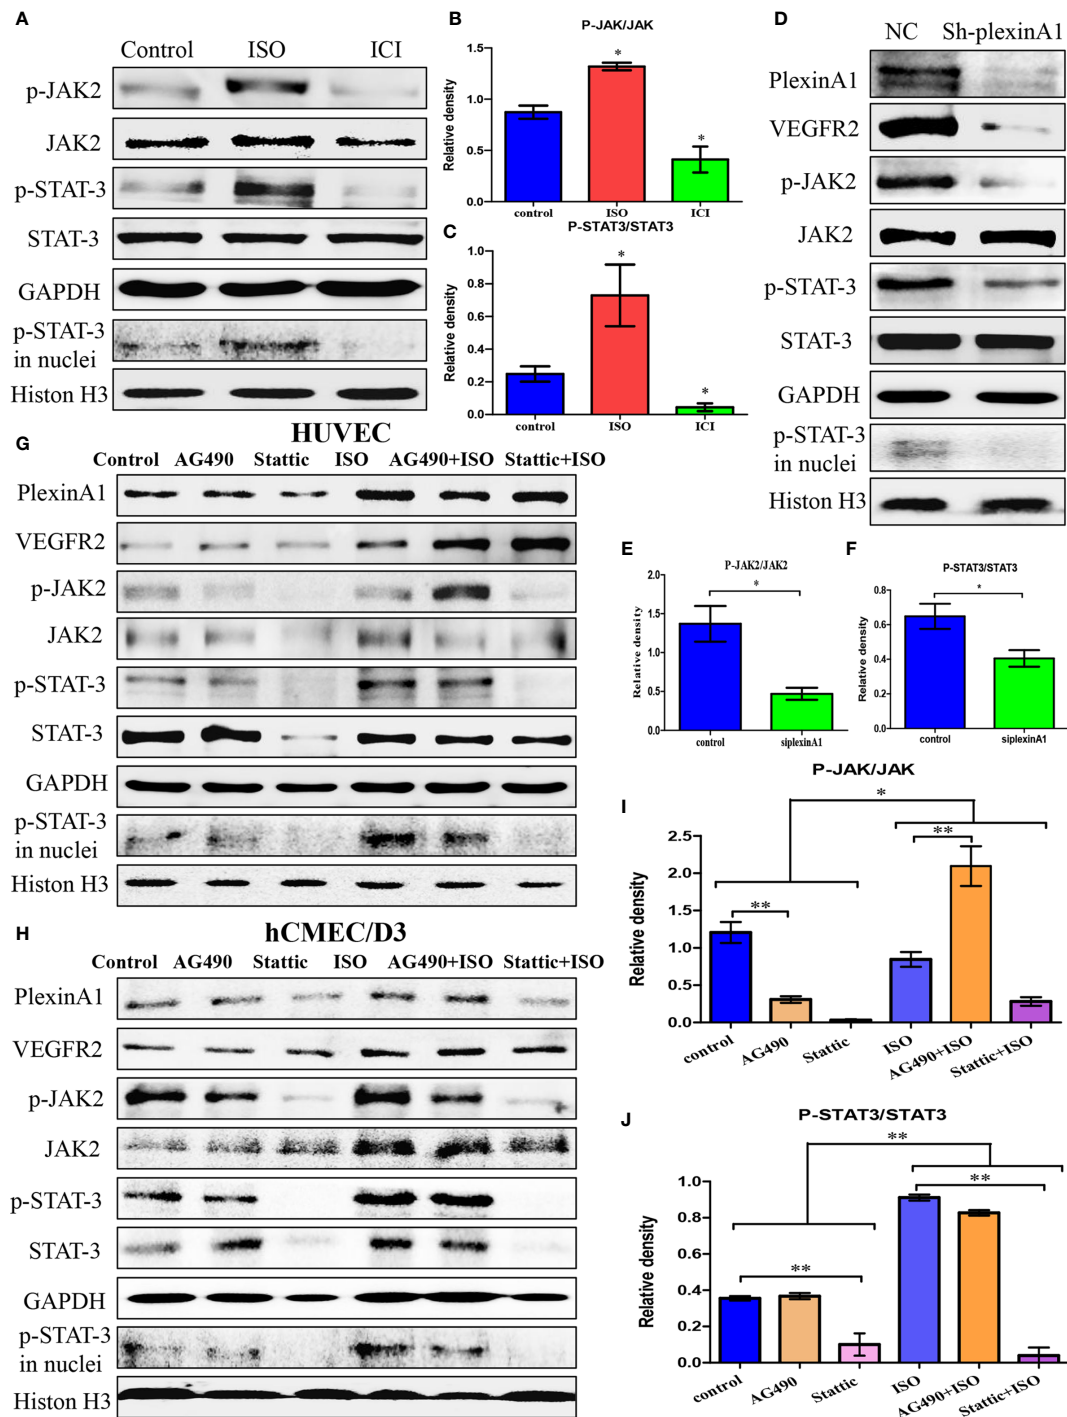 A
Control ISO ICI
p-JAK2
JAK2
p-STAT-3
STAT-3
GAPDH
p-STAT-3
in nuclei
Histon H3
B
P-JAK/JAK
Relative density
1.5
1.0
0.5
0.0
*
*
control ISO ICI
C
P-STAT3/STAT3
Relative density
1.0
0.8
0.6
0.4
0.2
0.0
*
*
control ISO ICI
D
NC Sh-plexinA1
PlexinA1
VEGFR2
p-JAK2
JAK2
p-STAT-3
STAT-3
GAPDH
p-STAT-3
in nuclei
Histon H3
E
P-JAK2/JAK2
Relative density
2.0
1.5
1.0
0.5
0.0
*
control siplexinA1
F
P-STAT3/STAT3
Relative density
0.8
0.6
0.4
0.2
0.0
*
control siplexinA1
G
HUVEC
Control AG490 Stattic ISO AG490+ISO Stattic+ISO
PlexinA1
VEGFR2
p-JAK2
JAK2
p-STAT-3
STAT-3
GAPDH
p-STAT-3
in nuclei
Histon H3
H
hCMEC/D3
Control AG490 Stattic ISO AG490+ISO Stattic+ISO
PlexinA1
VEGFR2
p-JAK2
JAK2
p-STAT-3
STAT-3
GAPDH
p-STAT-3
in nuclei
Histon H3
I
P-JAK/JAK
Relative density
2.5
2.0
1.5
1.0
0.5
0.0
*
**
**
control AG490 Stattic ISO AG490+ISO Stattic+ISO
J
P-STAT3/STAT3
Relative density
1.0
0.8
0.6
0.4
0.2
0.0
**
**
**
control AG490 Stattic ISO AG490+ISO Stattic+ISO